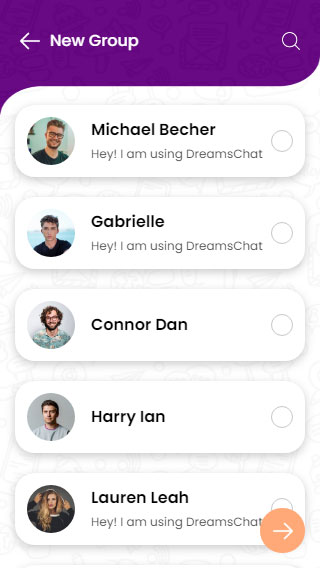 New Group
Michael Becher
Hey! I am using DreamsChat
Gabrielle
Hey! I am using DreamsChat
Connor Dan
Harry Ian
Lauren Leah
Hey! I am using DreamsChat